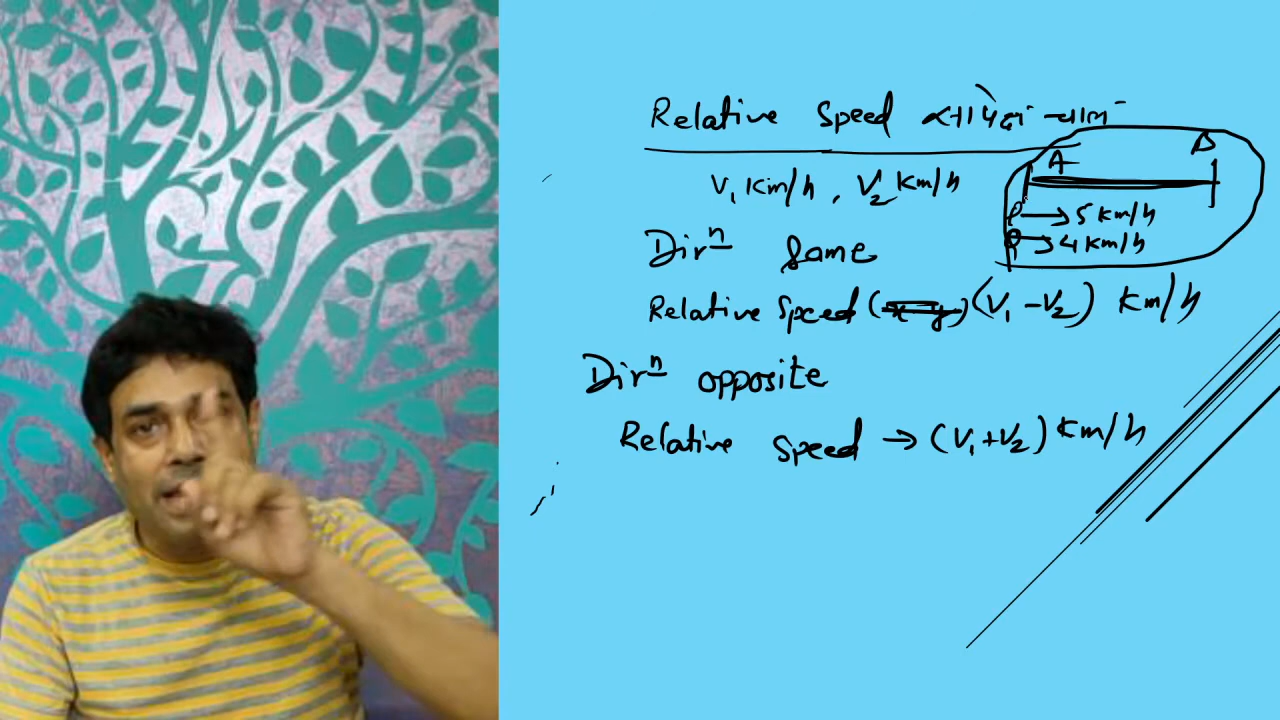 Relative Speed
A B
V₁ Km/h , V₂ Km/h
P → 5 km/h
Q → 4 km/h
Dirⁿ Same
Relative Speed (V₁ - V₂) Km/h
Dirⁿ opposite
Relative Speed → (V₁ + V₂) Km/h